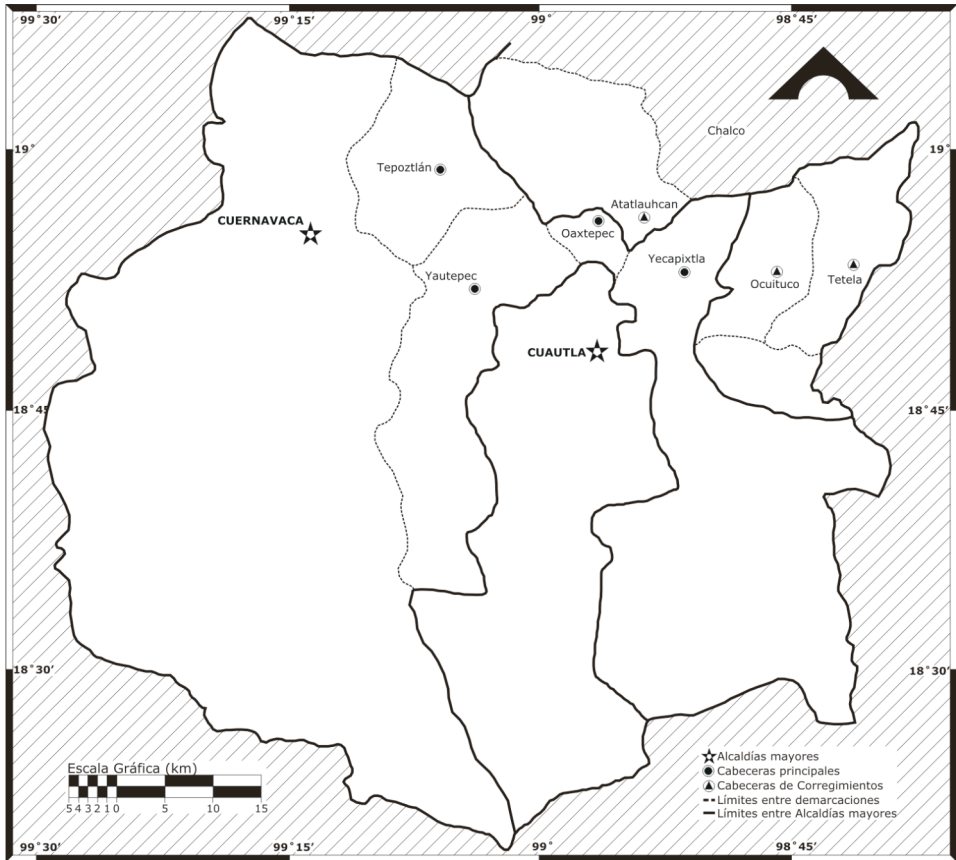 99˚30’
99˚15’
99˚
98˚45’
19˚
19˚
Chalco
Tepoztlán
Atatlauhcan
CUERNAVACA
Oaxtepec
Yecapixtla
Yautepec
Ocuituco
Tetela
CUAUTLA
18˚45’
18˚45’
18˚30’
18˚30’
Escala Gráfica (km)
5 4 3 2 1 0 5 10 15
Alcaldías mayores
Cabeceras principales
Cabeceras de Corregimientos
Límites entre demarcaciones
Límites entre Alcaldías mayores
99˚30’
99˚15’
99˚
98˚45’